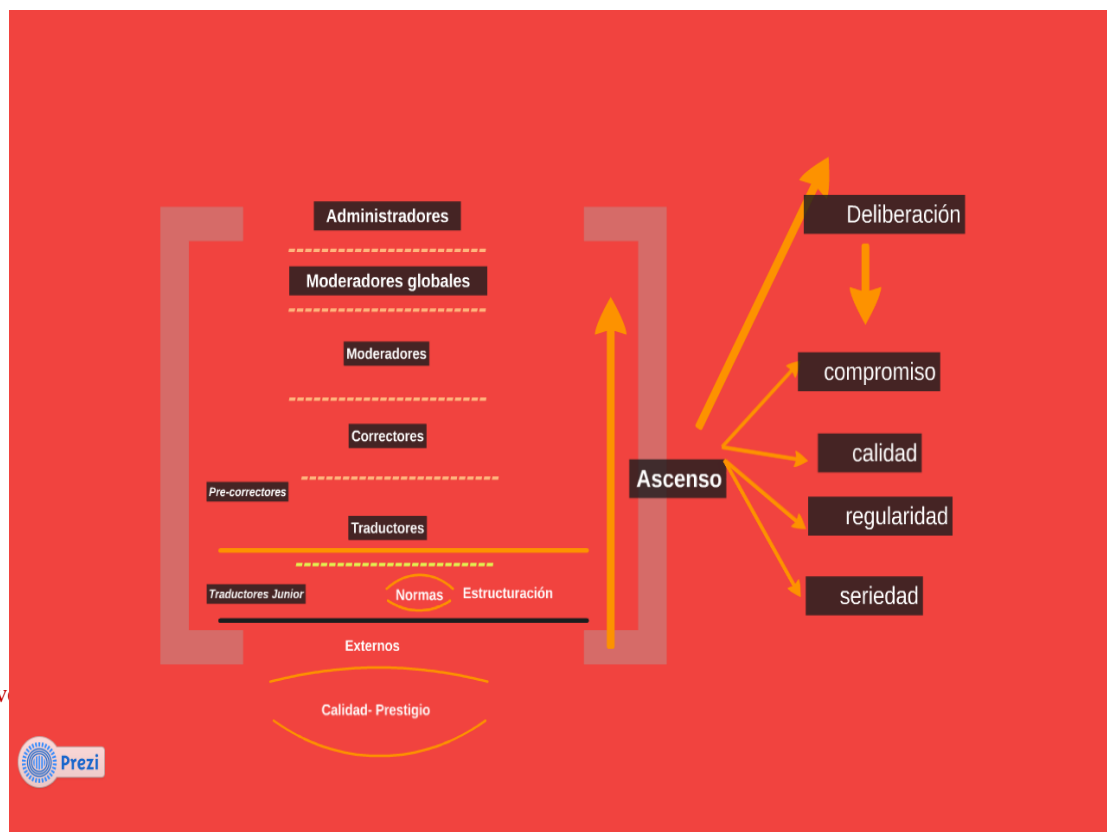 Administradores
Moderadores globales
Moderadores
Correctores
Pre-correctores
Traductores
Traductores Junior
Normas
Estructuración
Externos
Calidad- Prestigio
Ascenso
Deliberación
compromiso
calidad
regularidad
seriedad
Prezi